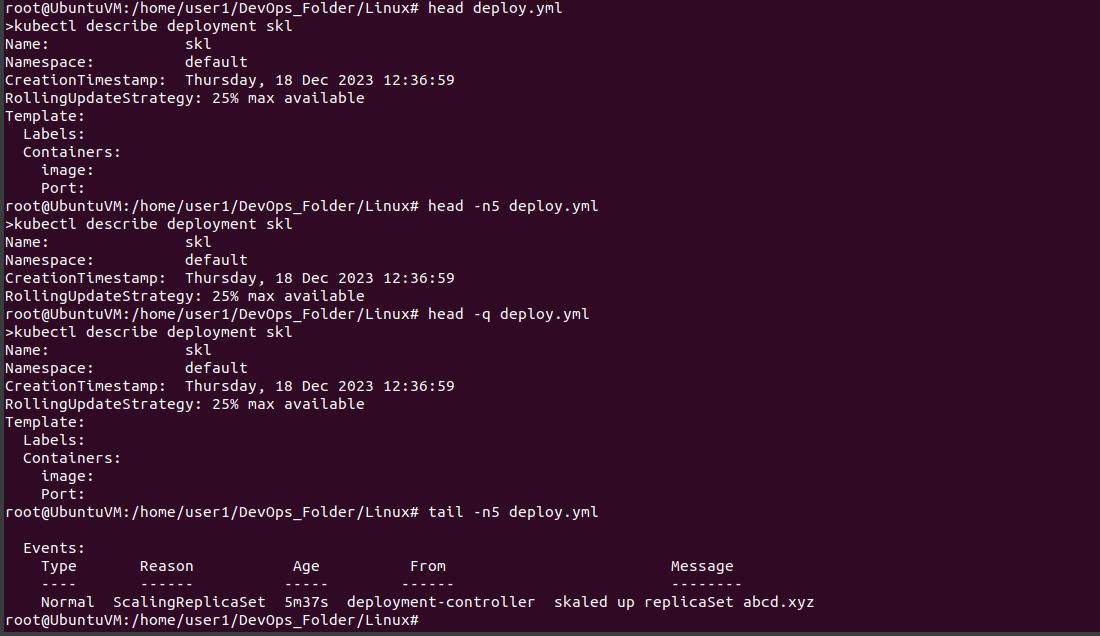 root@UbuntuVM:/home/user1/DevOps_Folder/Linux# head deploy.yml
>kubectl describe deployment skl
Name:               skl
Namespace:          default
CreationTimestamp:  Thursday, 18 Dec 2023 12:36:59
RollingUpdateStrategy: 25% max available
Template:
  Labels:
  Containers:
    image:
    Port:
root@UbuntuVM:/home/user1/DevOps_Folder/Linux# head -n5 deploy.yml
>kubectl describe deployment skl
Name:               skl
Namespace:          default
CreationTimestamp:  Thursday, 18 Dec 2023 12:36:59
RollingUpdateStrategy: 25% max available
root@UbuntuVM:/home/user1/DevOps_Folder/Linux# head -q deploy.yml
>kubectl describe deployment skl
Name:               skl
Namespace:          default
CreationTimestamp:  Thursday, 18 Dec 2023 12:36:59
RollingUpdateStrategy: 25% max available
Template:
  Labels:
  Containers:
    image:
    Port:
root@UbuntuVM:/home/user1/DevOps_Folder/Linux# tail -n5 deploy.yml

  Events:
    Type       Reason           Age          From                         Message
    ----       ------          -----        ------                        --------
    Normal  ScalingReplicaSet  5m37s  deployment-controller  skaled up replicaSet abcd.xyz
root@UbuntuVM:/home/user1/DevOps_Folder/Linux#